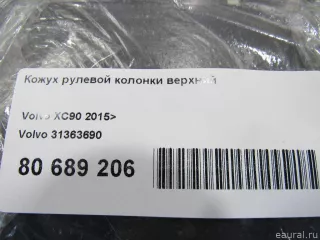 Кожух рулевой колонки верхний
Volvo XC90 2015>
Volvo 31363690
80 689 206
eaural.ru